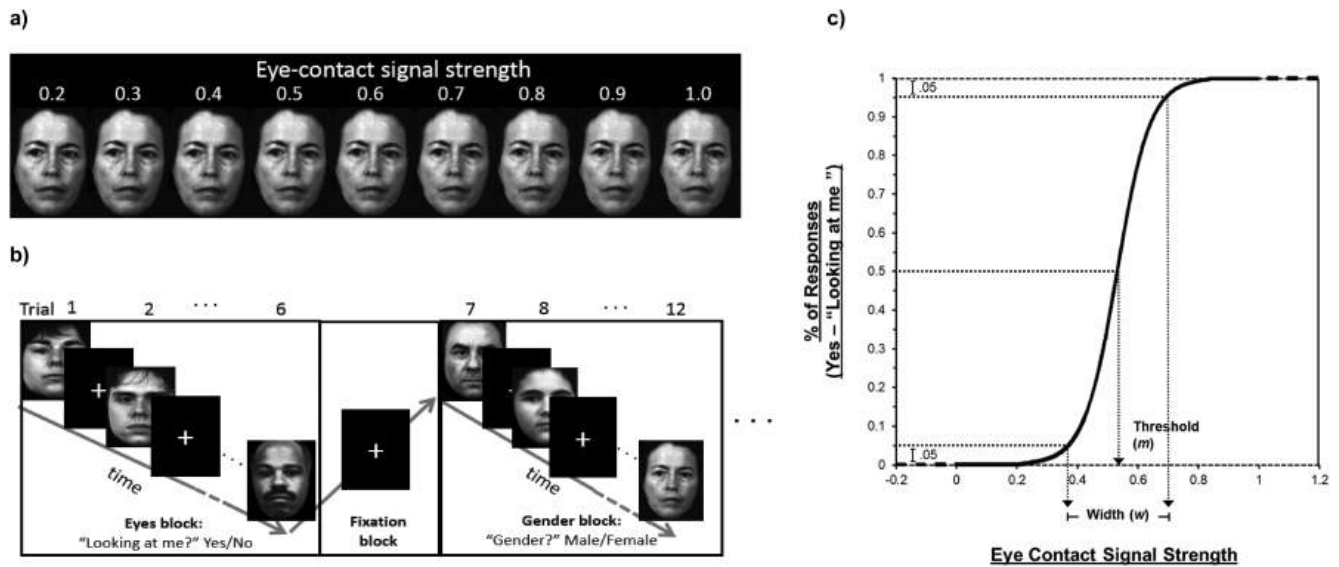 a)
Eye-contact signal strength
0.2 0.3 0.4 0.5 0.6 0.7 0.8 0.9 1.0
b)
Trial 1 2 ... 6 7 8 ... 12
+ + ... + + + ...
time
time
...
Eyes block:
"Looking at me?" Yes/No
Fixation
block
Gender block:
"Gender?" Male/Female
c)
% of Responses
(Yes – "Looking at me ")
1
0.9
0.8
0.7
0.6
0.5
0.4
0.3
0.2
0.1
0
.05
.05
Threshold
(m)
-0.2 0 0.2 0.4 0.6 0.8 1 1.2
Width (w)
Eye Contact Signal Strength